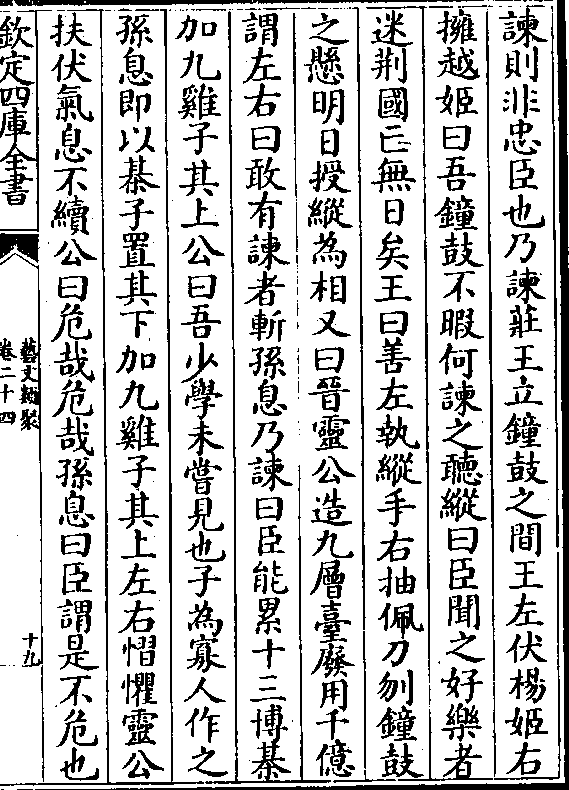 諫則非忠臣也乃諫莊王立鐘鼓之間王左伏楊姬右
擁越姬曰吾鐘鼓不暇何諫之聽縱曰臣聞之好樂者
迷荆國亡無日矣王曰善左執縱手右抽佩刀刎鐘鼓
之懸明日授縱為相又曰晉靈公造九層臺廢用千億
謂左右曰敢有諫者斬孫息乃諫曰臣能累十三博棊
加九雞子其上公曰吾少學未嘗見也子為寡人作之
孫息即以棊子置其下加九雞子其上左右慴懼靈公
扶伏氣息不續公曰危哉危哉孫息曰臣謂是不危也
欽定四庫全書
藝文類聚
卷二十四
十九